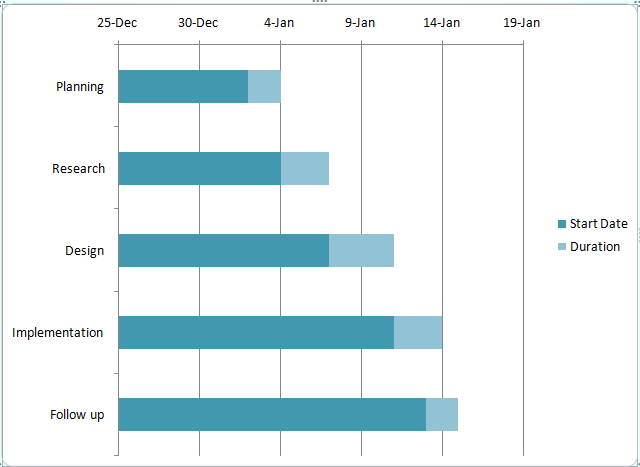 25-Dec 30-Dec 4-Jan 9-Jan 14-Jan 19-Jan
Planning
Research
Start Date
Duration
Design
Implementation
Follow up